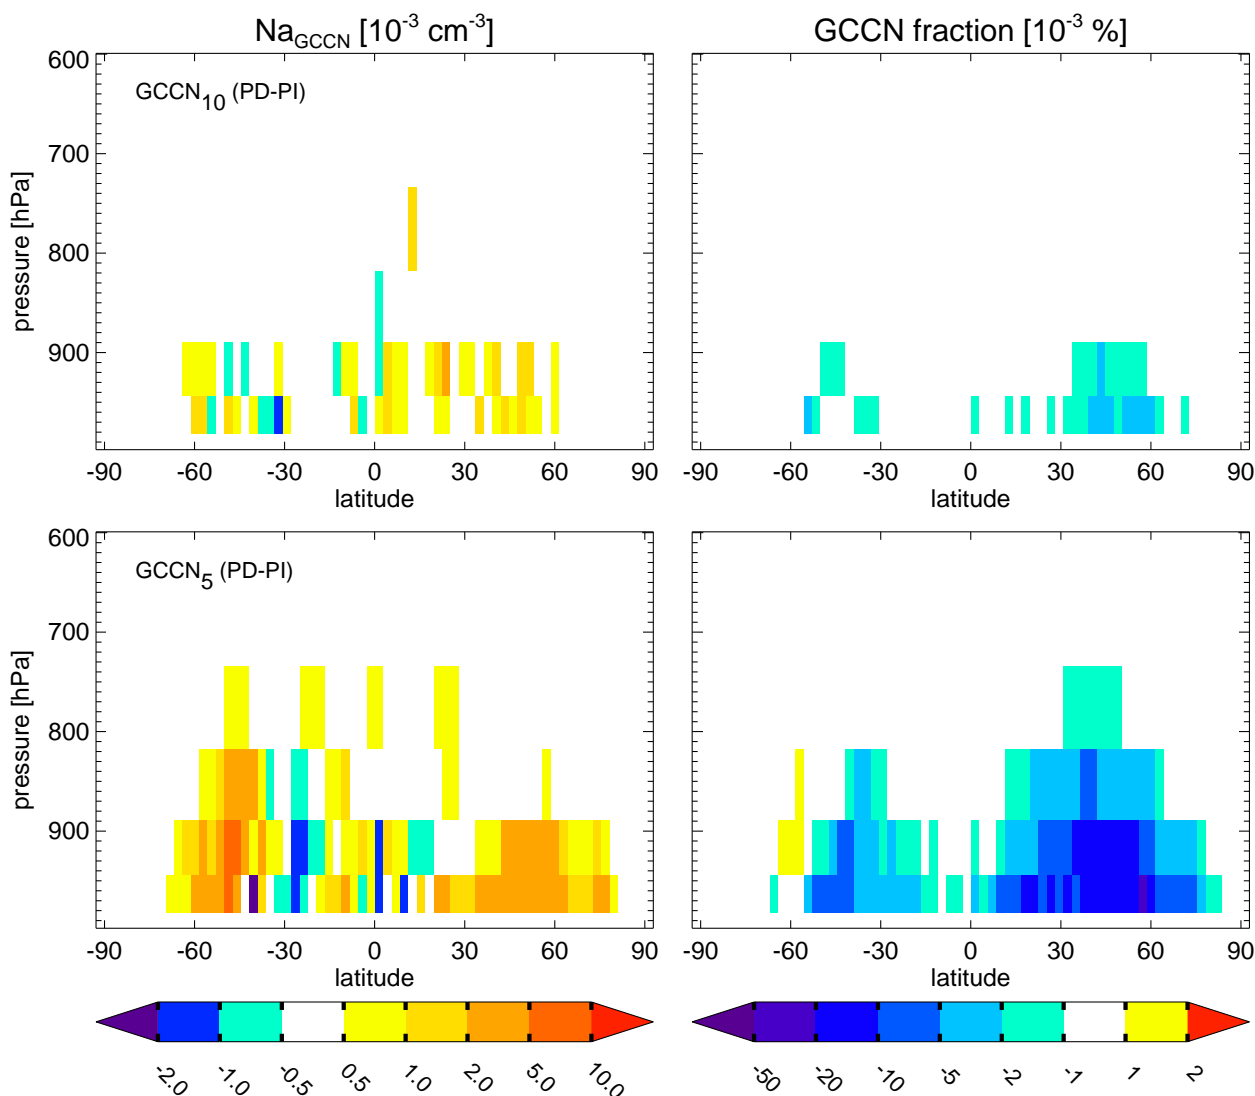 Na_GCCN [10^-3 cm^-3]
GCCN fraction [10^-3 %]
600
700
800
900
pressure [hPa]
GCCN_10 (PD-PI)
-90 -60 -30 0 30 60 90
latitude
-90 -60 -30 0 30 60 90
latitude
600
700
800
900
pressure [hPa]
GCCN_5 (PD-PI)
-90 -60 -30 0 30 60 90
latitude
-90 -60 -30 0 30 60 90
latitude
-2.0 -1.0 -0.5 0.5 1.0 2.0 5.0 10.0
-50 -20 -10 -5 -2 -1 1 2